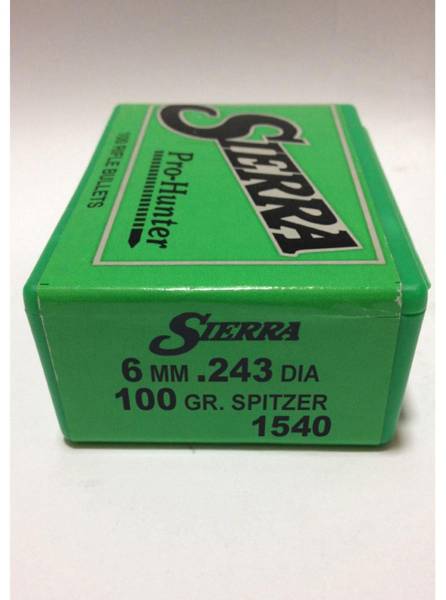 SIERRA
Pro-Hunter
100 RIFLE BULLETS
SIERRA
6 MM .243 DIA
100 GR. SPITZER
1540